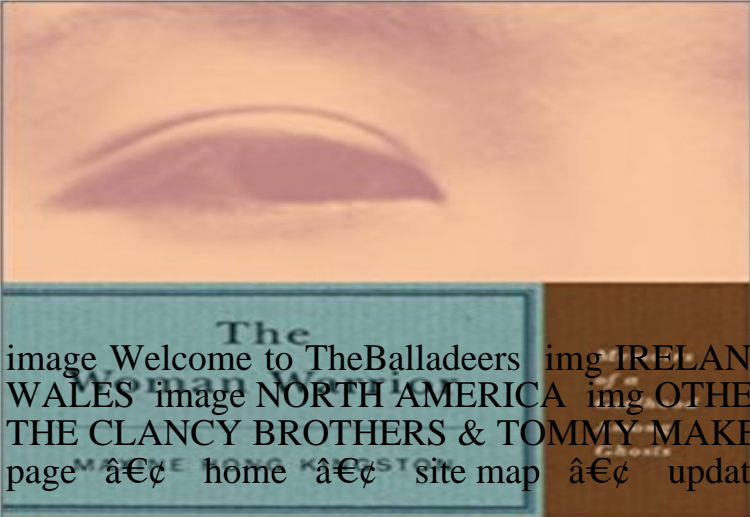 The
Woman Warrior
MAXINE HONG KINGSTON
Ghosts
image Welcome to TheBalladeers img IRELAN
WALES image NORTH AMERICA img OTHE
THE CLANCY BROTHERS & TOMMY MAKE
page â€¢ home â€¢ site map â€¢ updat